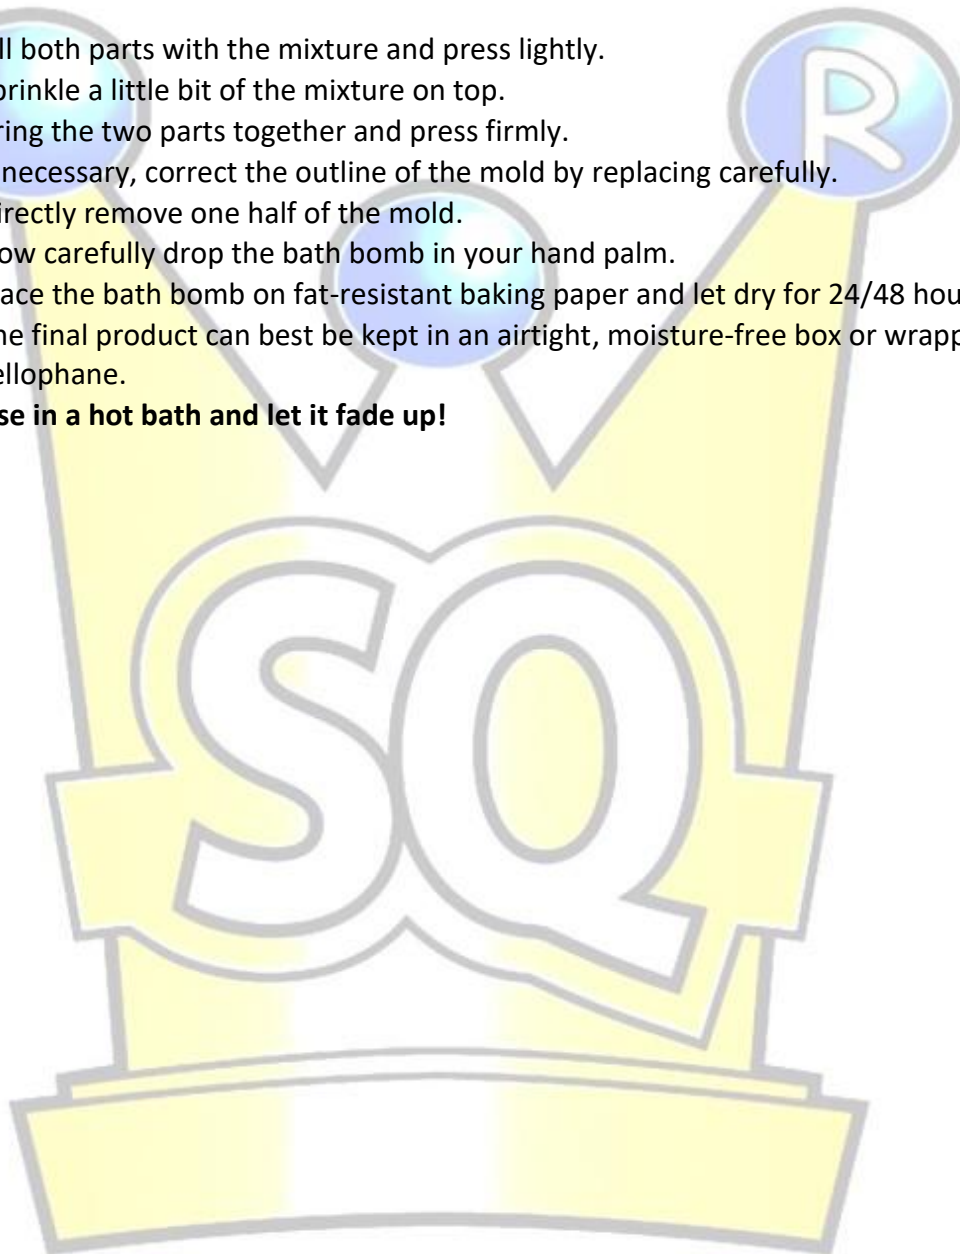 ll both parts with the mixture and press lightly.
prinkle a little bit of the mixture on top.
ring the two parts together and press firmly.
necessary, correct the outline of the mold by replacing carefully.
irectly remove one half of the mold.
ow carefully drop the bath bomb in your hand palm.
ace the bath bomb on fat-resistant baking paper and let dry for 24/48 hou
he final product can best be kept in an airtight, moisture-free box or wrapp
ellophane.
se in a hot bath and let it fade up!
R
SQ